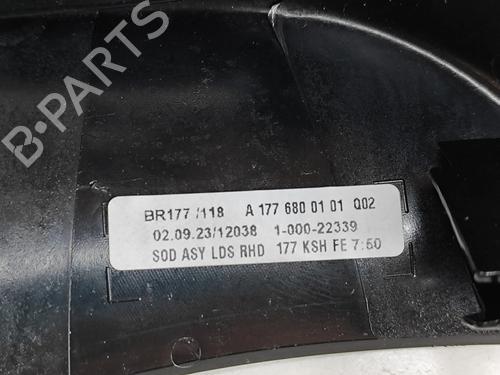 B-PARTS
BR177 /118 A 177 680 01 01 Q02
02.09.23/12038 1-000-22339
SOD ASY LDS RHD 177 KSH FE 7:50